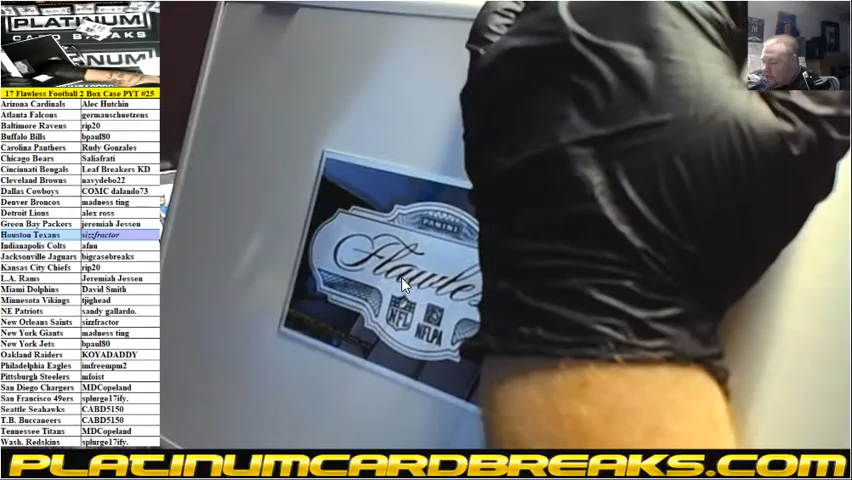 PLATINUM
CARD BREAKS
17 Flawless Football 2 Box Case PYT #25
Arizona Cardinals Alec Hutchin
Atlanta Falcons germanschuetzens
Baltimore Ravens rip20
Buffalo Bills bpaul80
Carolina Panthers Rudy Gonzales
Chicago Bears Saliafrati
Cincinnati Bengals Leaf Breakers KD
Cleveland Browns navydebo22
Dallas Cowboys COMC dalando73
Denver Broncos madness ting
Detroit Lions alex ross
Green Bay Packers jeremiah Jessen
Houston Texans sizzfractor
Indianapolis Colts afnu
Jacksonville Jaguars bigcasebreaks
Kansas City Chiefs rip20
L.A. Rams Jeremiah Jessen
Miami Dolphins David Smith
Minnesota Vikings tjighead
NE Patriots sandy gallardo.
New Orleans Saints sizzfractor
New York Giants madness ting
New York Jets bpaul80
Oakland Raiders KOYADADDY
Philadelphia Eagles imfreempm2
Pittsburgh Steelers mfoist
San Diego Chargers MDCopeland
San Francisco 49ers splurge17ify.
Seattle Seahawks CABD5150
T.B. Buccaneers CABD5150
Tennessee Titans MDCopeland
Wash. Redskins splurge17ify.
PANINI
Flawles
NFL NFLPA
PLATINUMCARDBREAKS.COM